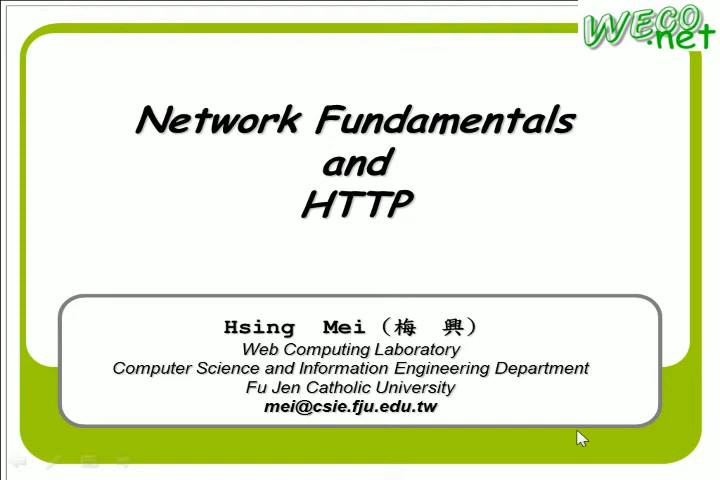 WECO
.net
Network Fundamentals
and
HTTP
Hsing Mei (梅 興)
Web Computing Laboratory
Computer Science and Information Engineering Department
Fu Jen Catholic University
mei@csie.fju.edu.tw